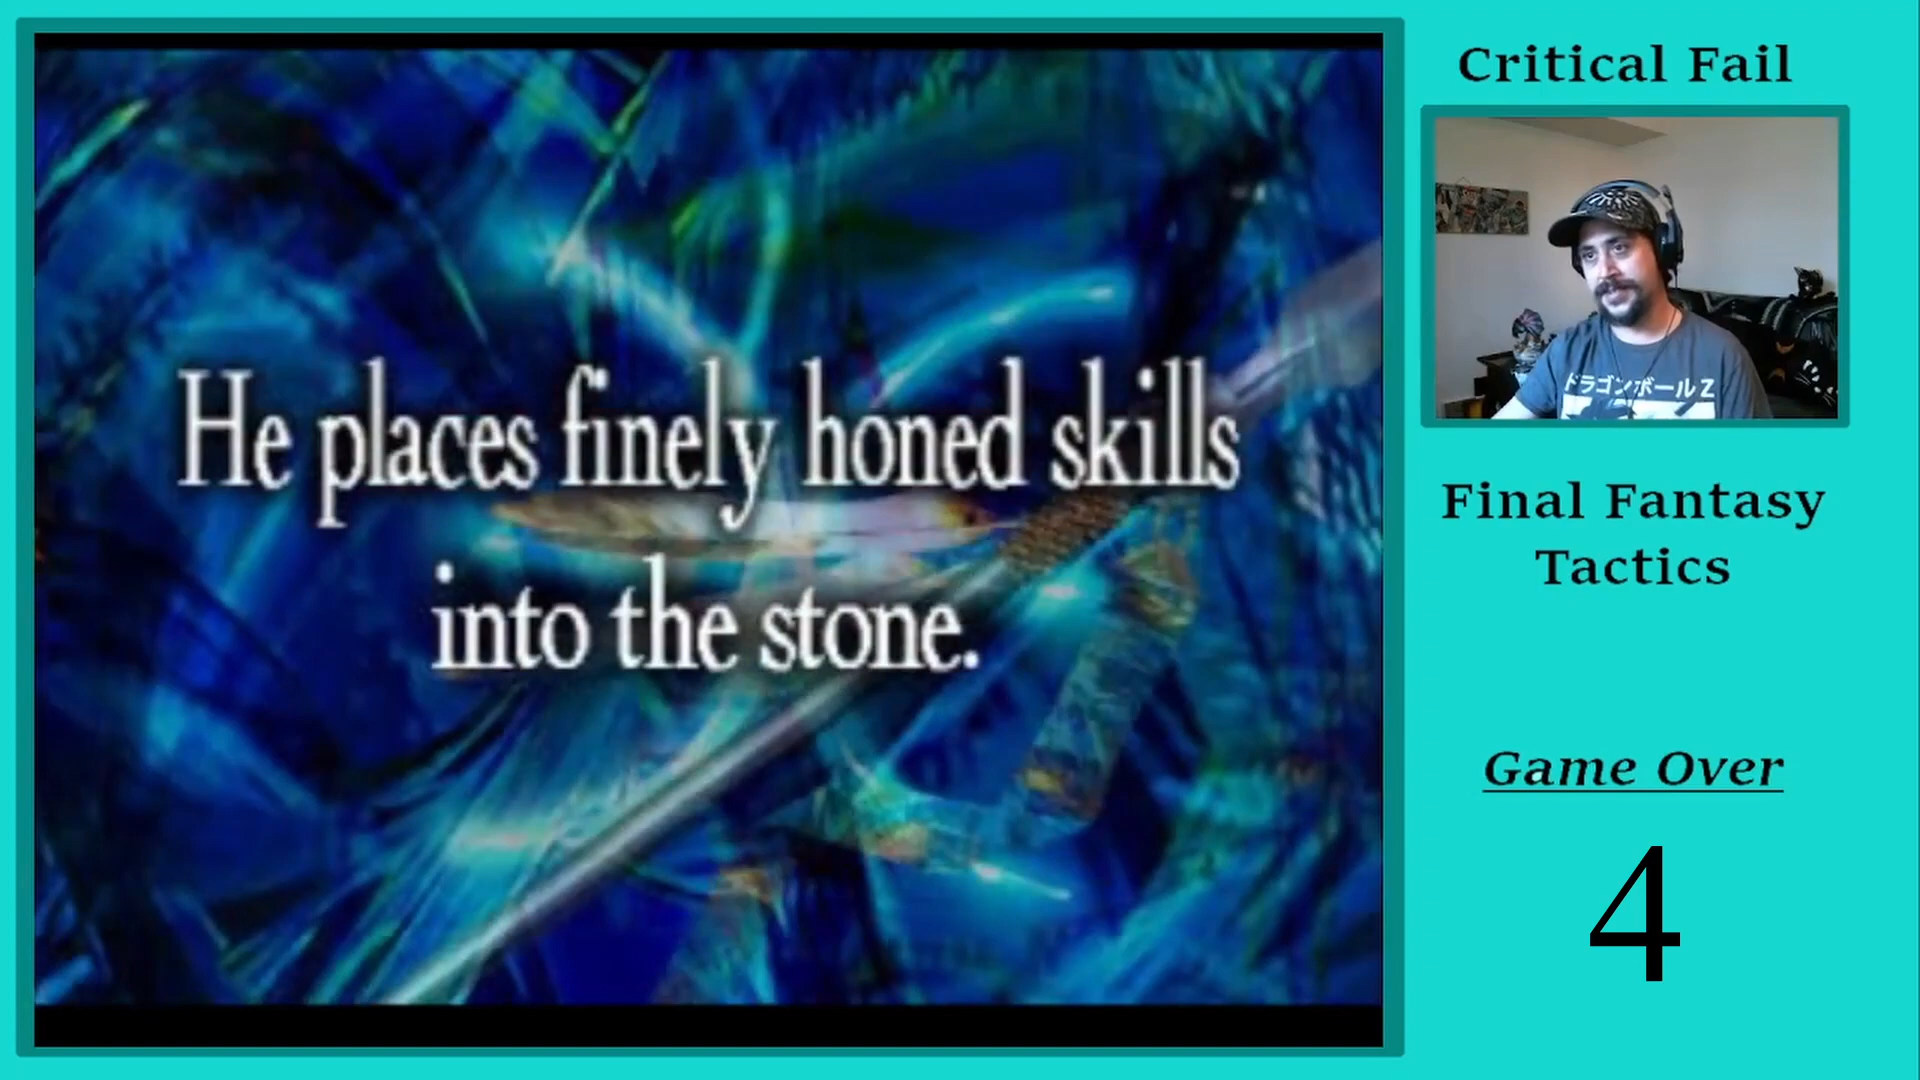 Critical Fail
He places finely honed skills
into the stone.
ドラゴンボールZ
Final Fantasy
Tactics
Game Over
4